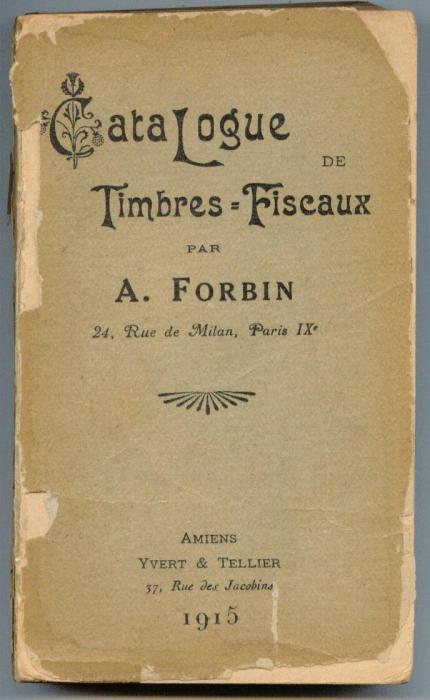 Catalogue
DE
Timbres=Fiscaux
PAR
A. FORBIN
24, Rue de Milan, Paris IXe
AMIENS
YVERT & TELLIER
37, Rue des Jacobins
1915